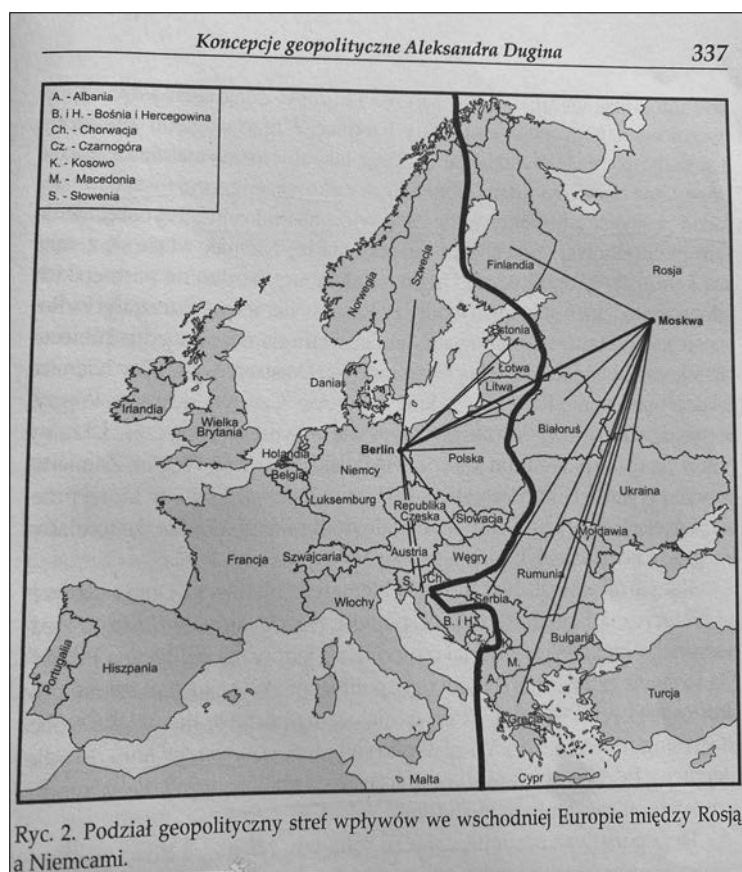 Koncepcje geopolityczne Aleksandra Dugina 337
A. - Albania
B. i H. - Bośnia i Hercegowina
Ch. - Chorwacja
Cz. - Czarnogóra
K. - Kosowo
M. - Macedonia
S. - Słowenia
Norwegia
Szwecja
Finlandia
Rosja
Moskwa
Estonia
Łotwa
Litwa
Dania
Irlandia
Wielka
Brytania
Holandia
Belgia
Berlin
Niemcy
Polska
Białoruś
Luksemburg
Republika
Czeska
Słowacja
Ukraina
Mołdawia
Francja
Szwajcaria
Austria
Węgry
Rumunia
S.
Ch.
Serbia
Włochy
B. i H.
Cz.
Bułgaria
M.
A.
Portugalia
Hiszpania
Grecja
Turcja
Malta
Cypr
Ryc. 2. Podział geopolityczny stref wpływów we wschodniej Europie między Rosją
a Niemcami.